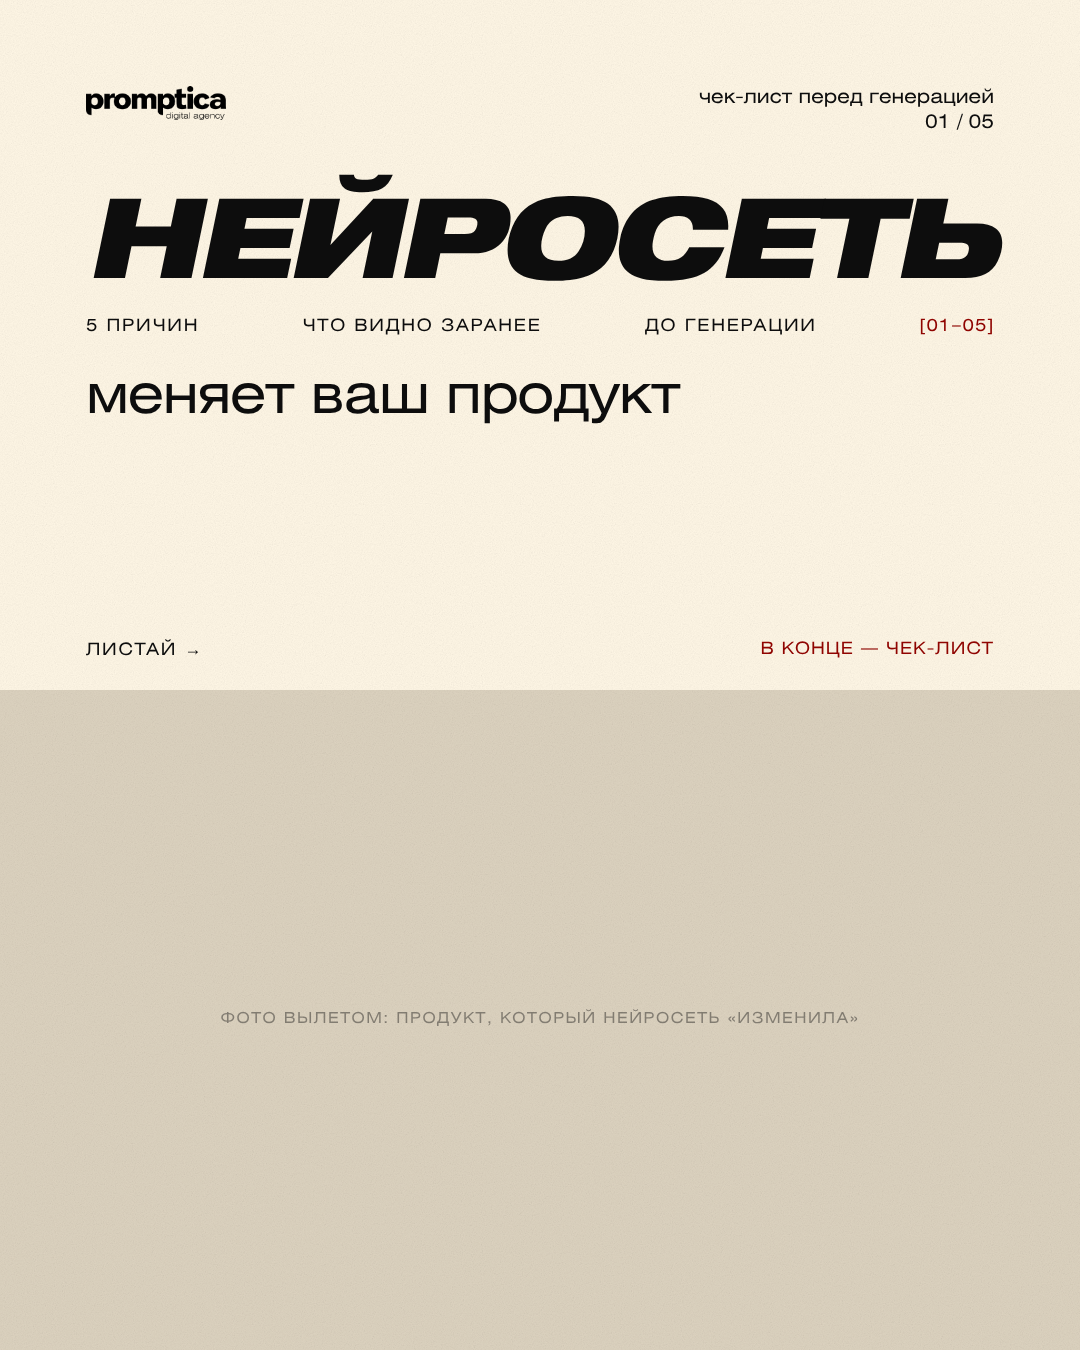 promptica
digital agency
чек-лист перед генерацией
01 / 05
НЕЙРОСЕТЬ
5 ПРИЧИН ЧТО ВИДНО ЗАРАНЕЕ ДО ГЕНЕРАЦИИ [01–05]
меняет ваш продукт
ЛИСТАЙ → В КОНЦЕ — ЧЕК-ЛИСТ
ФОТО ВЫЛЕТОМ: ПРОДУКТ, КОТОРЫЙ НЕЙРОСЕТЬ «ИЗМЕНИЛА»